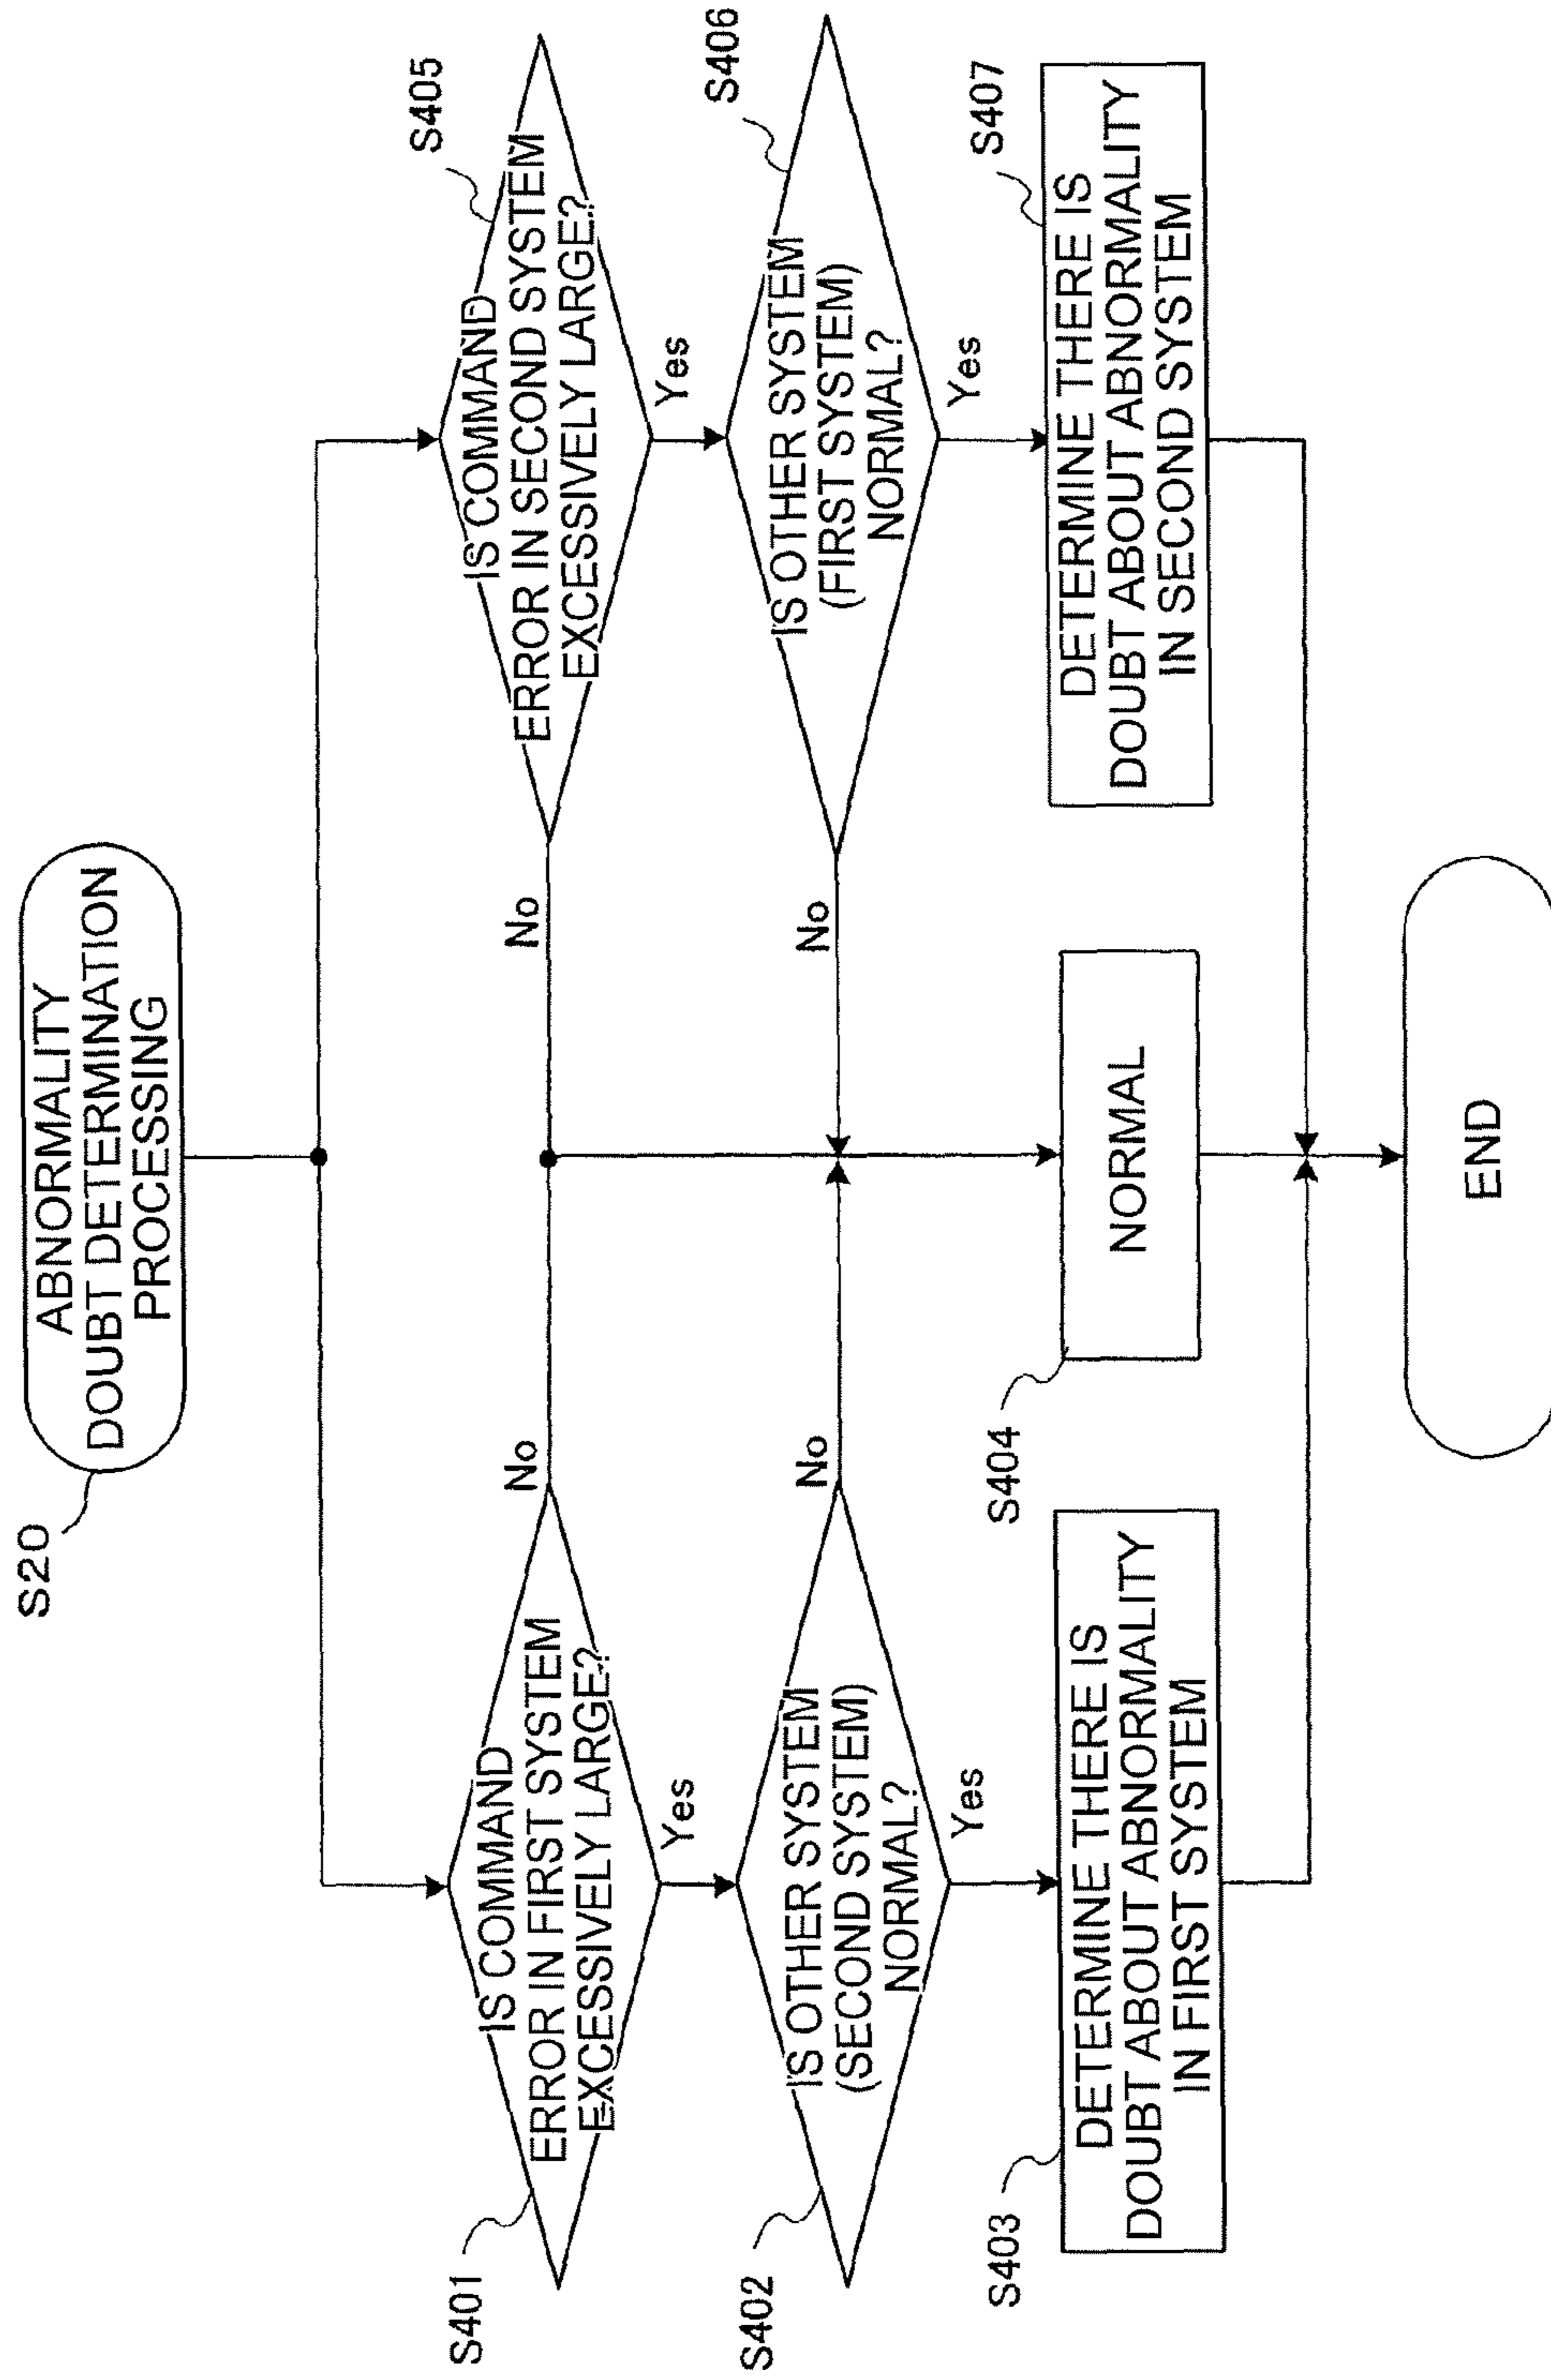 S20
ABNORMALITY
DOUBT DETERMINATION
PROCESSING
S401
IS COMMAND
ERROR IN FIRST SYSTEM
EXCESSIVELY LARGE?
No
Yes
S405
IS COMMAND
ERROR IN SECOND SYSTEM
EXCESSIVELY LARGE?
No
Yes
S402
IS OTHER SYSTEM
(SECOND SYSTEM)
NORMAL?
No
Yes
S406
IS OTHER SYSTEM
(FIRST SYSTEM)
NORMAL?
No
Yes
S403
DETERMINE THERE IS
DOUBT ABOUT ABNORMALITY
IN FIRST SYSTEM
S404
NORMAL
S407
DETERMINE THERE IS
DOUBT ABOUT ABNORMALITY
IN SECOND SYSTEM
END